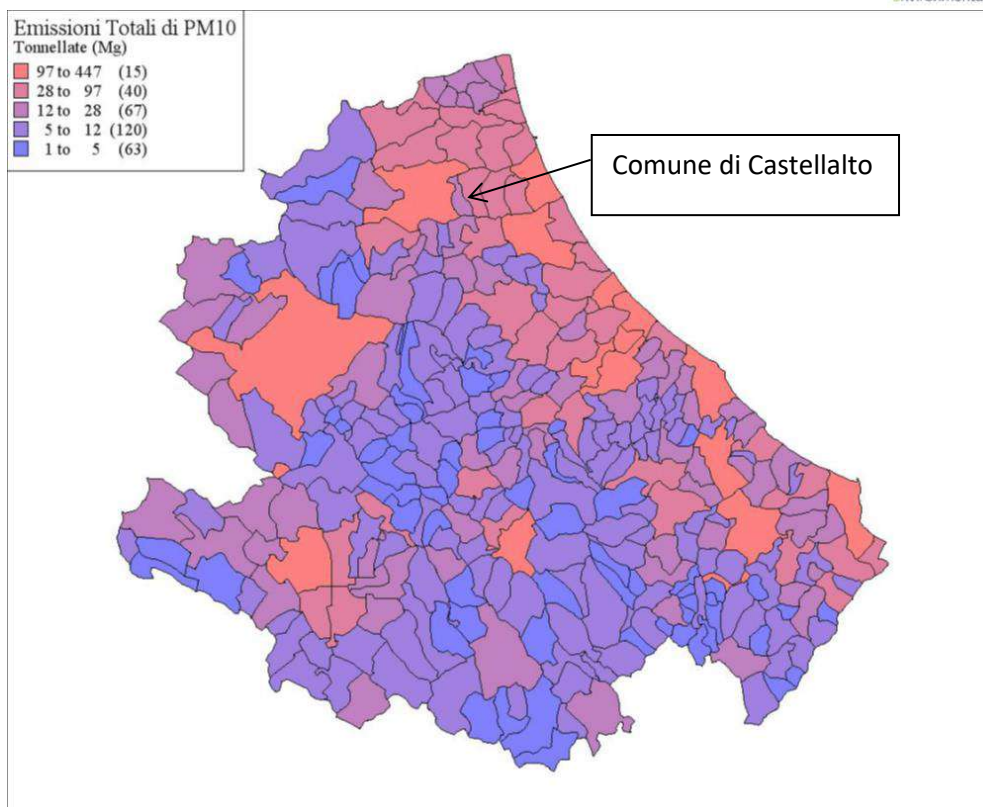 Emissioni Totali di PM10
Tonnellate (Mg)
97 to 447 (15)
28 to 97 (40)
12 to 28 (67)
5 to 12 (120)
1 to 5 (63)
Comune di Castellalto